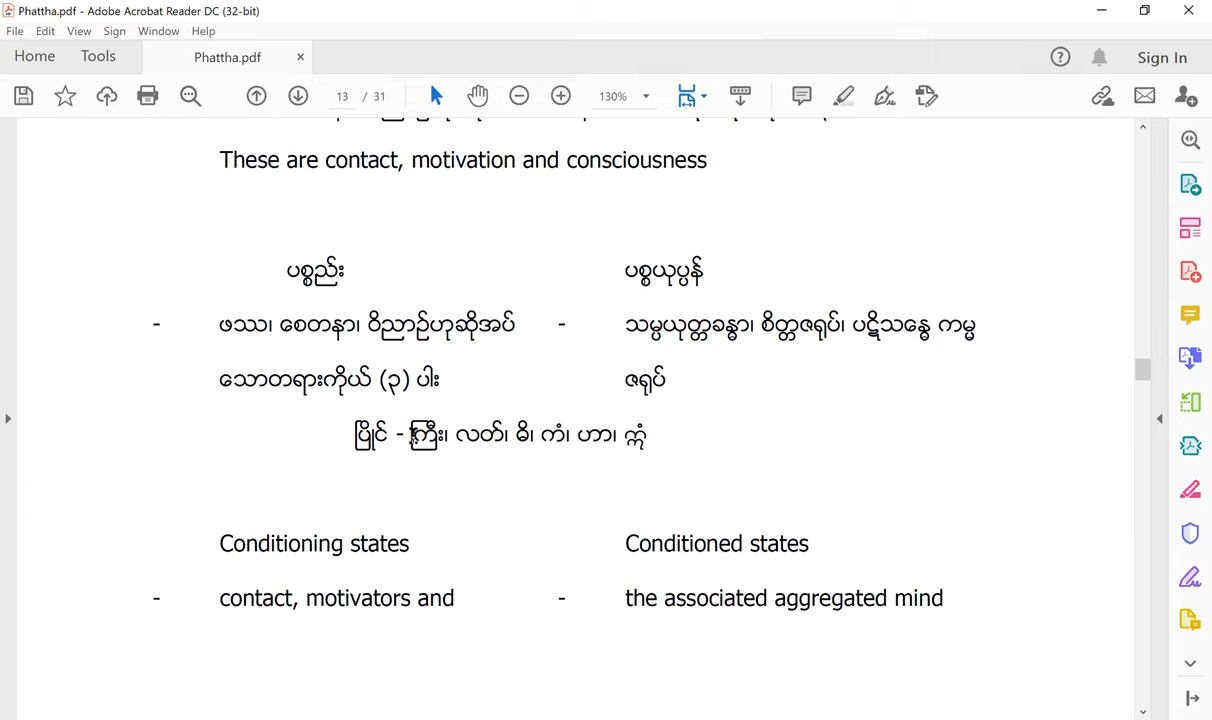 Phattha.pdf - Adobe Acrobat Reader DC (32-bit)
File Edit View Sign Window Help
Home Tools Phattha.pdf × Sign In
13 / 31 130%
These are contact, motivation and consciousness
ပစ္စည်း ပစ္စယုပ္ပန်
- ဖဿ၊ စေတနာ၊ ဝိညာဉ်ဟုဆိုအပ် - သမ္ပယုတ္တခန္ဓာ၊ စိတ္တဇရုပ်၊ ပဋိသန္ဓေ ကမ္မ
သောတရားကိုယ် (၃) ပါး ဇရုပ်
ပြိုင် - ကြီး၊ လတ်၊ ဓိ၊ ကံ၊ ဟာ၊ ဣံ
Conditioning states Conditioned states
- contact, motivators and - the associated aggregated mind